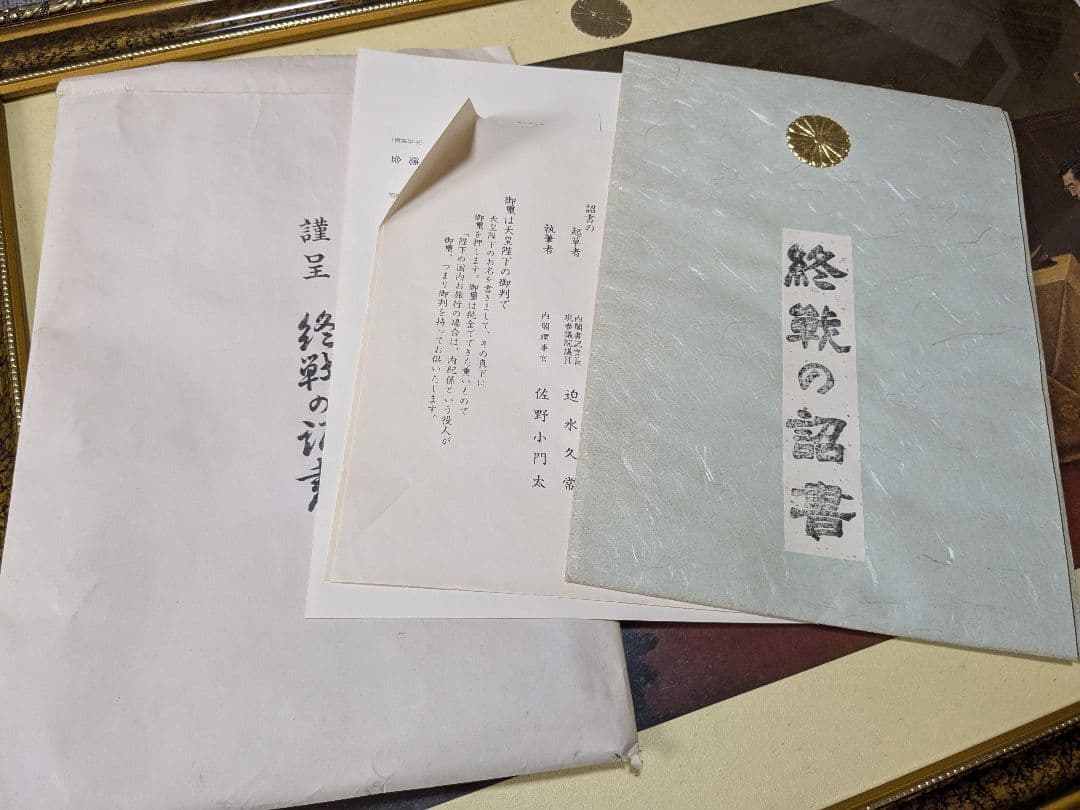 終戦の詔書
詔書の
起草者 内閣書記官長 現参議院議員 迫水久常
執筆者 内閣理事官 佐野小門太
御璽は天皇陛下の御判で
天皇陛下のお名を書きまして、その真下に
御璽を押します。御璽は純金でできた重いもので
「陛下の国内お旅行の場合は、内記係という役人が
御璽、つまり御判を持ってお供いたします。
謹呈 終戦の詔書